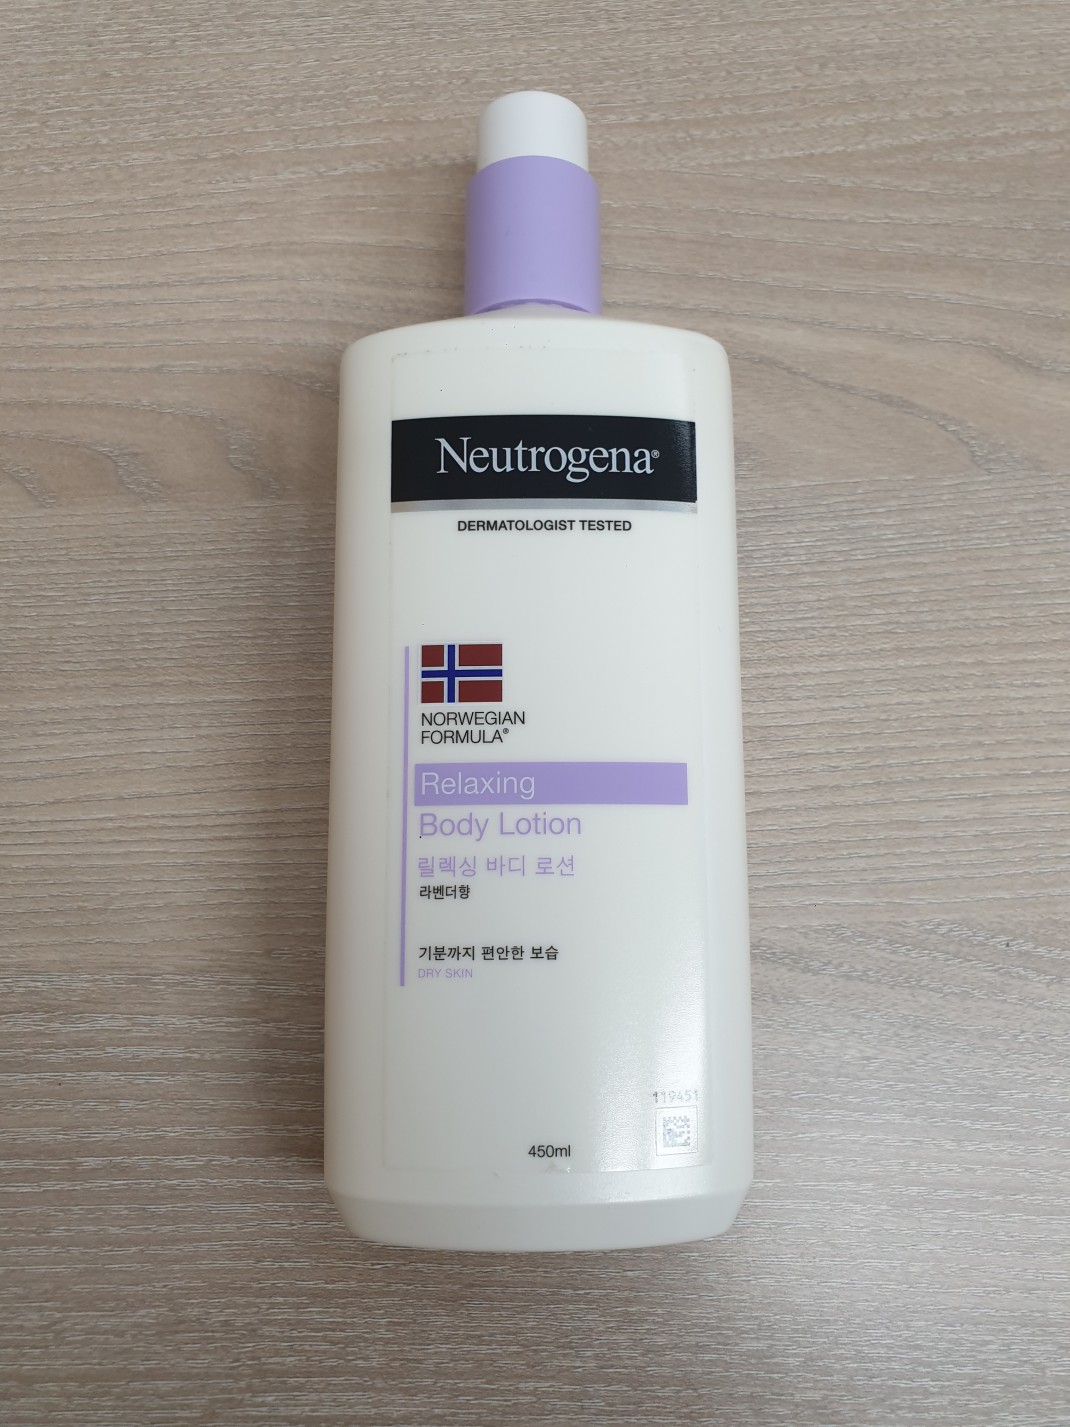 Neutrogena®
DERMATOLOGIST TESTED
NORWEGIAN
FORMULA®
Relaxing
Body Lotion
릴렉싱 바디 로션
라벤더향
기분까지 편안한 보습
DRY SKIN
119451
450ml